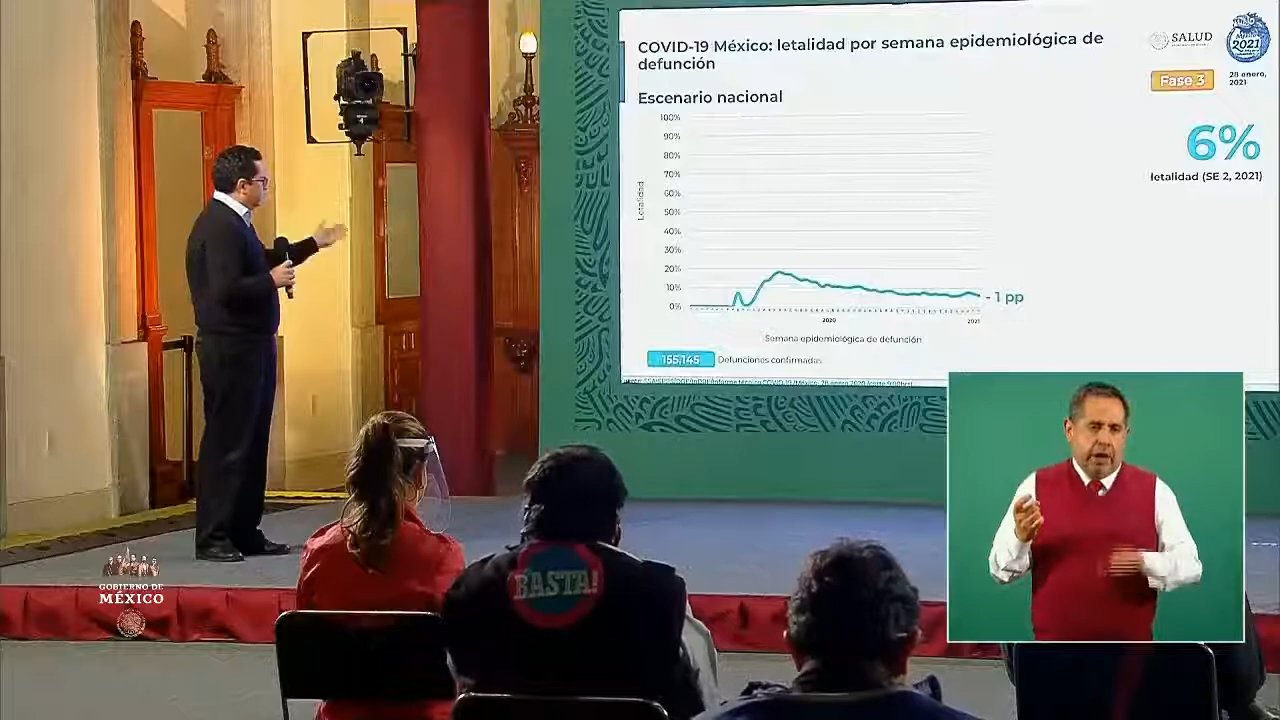 COVID-19 México: letalidad por semana epidemiológica de
defunción
SALUD
2021
Fase 3
28 enero,
2021
Escenario nacional
6%
letalidad (SE 2, 2021)
Letalidad
100%
90%
80%
70%
60%
50%
40%
30%
20%
10%
0%
- 1 pp
2020
2021
Semana epidemiológica de defunción
155,145 Defunciones confirmadas
BASTA!
GOBIERNO DE
MÉXICO